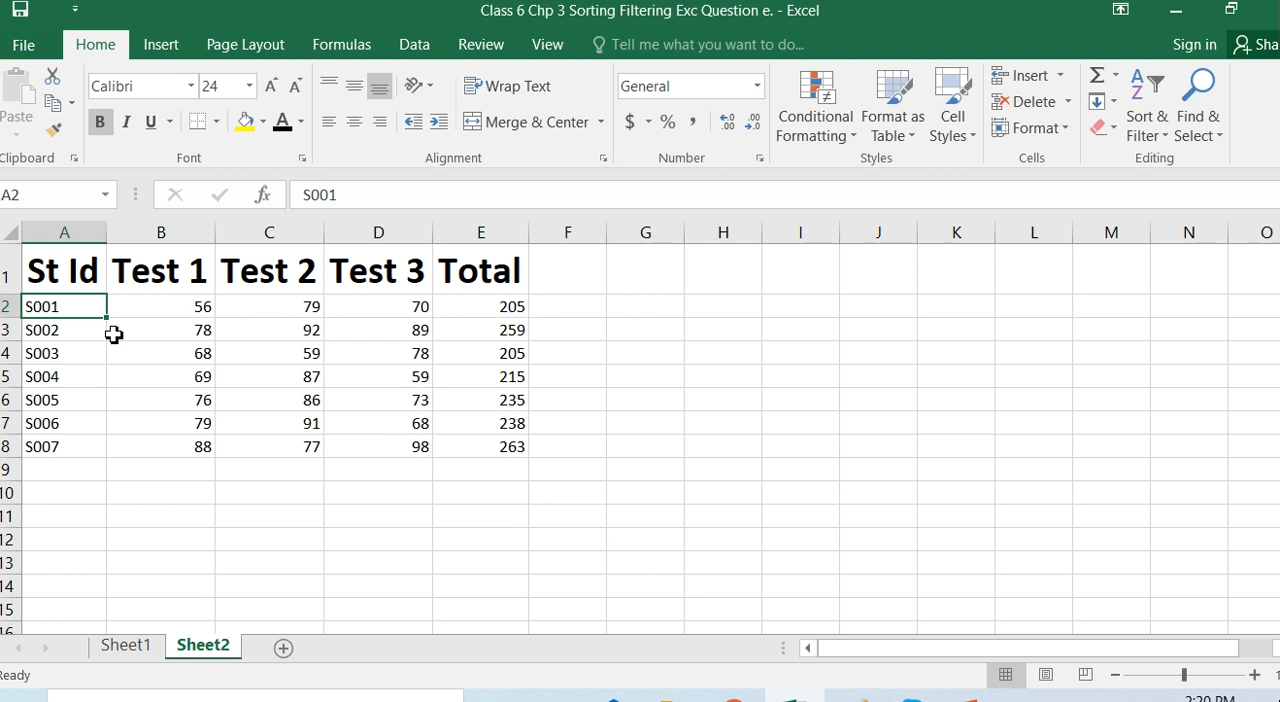 Class 6 Chp 3 Sorting Filtering Exc Question e. - Excel
File Home Insert Page Layout Formulas Data Review View Tell me what you want to do... Sign in Sha
Paste
Calibri 24 A A
B I U A
Wrap Text
Merge & Center
General
$ % ,
Conditional Formatting
Format as Table
Cell Styles
Insert
Delete
Format
Sort & Filter
Find & Select
Clipboard Font Alignment Number Styles Cells Editing
A2 fx S001
A B C D E F G H I J K L M N O
1 St Id Test 1 Test 2 Test 3 Total
2 S001 56 79 70 205
3 S002 78 92 89 259
4 S003 68 59 78 205
5 S004 69 87 59 215
6 S005 76 86 73 235
7 S006 79 91 68 238
8 S007 88 77 98 263
9
10
11
12
13
14
15
16
Sheet1 Sheet2
Ready
2:20 PM